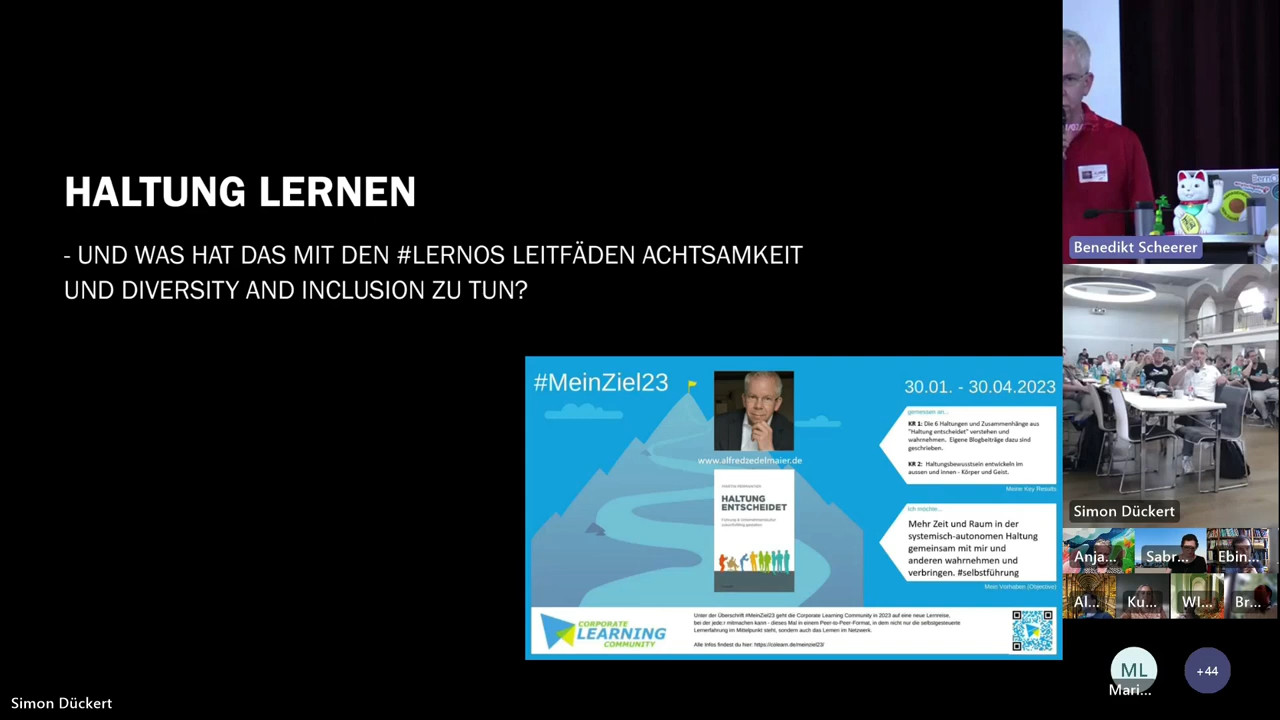 HALTUNG LERNEN
- UND WAS HAT DAS MIT DEN #LERNOS LEITFÄDEN ACHTSAMKEIT
UND DIVERSITY AND INCLUSION ZU TUN?
#MeinZiel23
30.01. - 30.04.2023
gemessen an...
KR 1: Die 6 Haltungen und Zusammenhänge aus
"Haltung entscheidet" verstehen und
wahrnehmen. Eigene Blogbeiträge dazu sind
geschrieben.
KR 2: Haltungsbewusstsein entwickeln im
aussen und innen - Körper und Geist.
Meine Key Results
www.alfredzedelmaier.de
HALTUNG
ENTSCHEIDET
Ich möchte...
Mehr Zeit und Raum in der
systemisch-autonomen Haltung
gemeinsam mit mir und
anderen wahrnehmen und
verbringen. #selbstführung
Mein Vorhaben (Objective)
CORPORATE
LEARNING
COMMUNITY
Unter der Überschrift #MeinZiel23 geht die Corporate Learning Community in 2023 auf eine neue Lernreise,
bei der jede:r mitmachen kann - dieses Mal in einem Peer-to-Peer-Format, in dem nicht nur die selbstgesteuerte
Lernerfahrung im Mittelpunkt steht, sondern auch das Lernen im Netzwerk.
Alle Infos findest du hier: https://colearn.de/meinziel23/
Benedikt Scheerer
Simon Dückert
Anja...
Sabr...
Ebin...
Al...
Ku...
WI...
Br...
ML
Mari...
+44
Simon Dückert